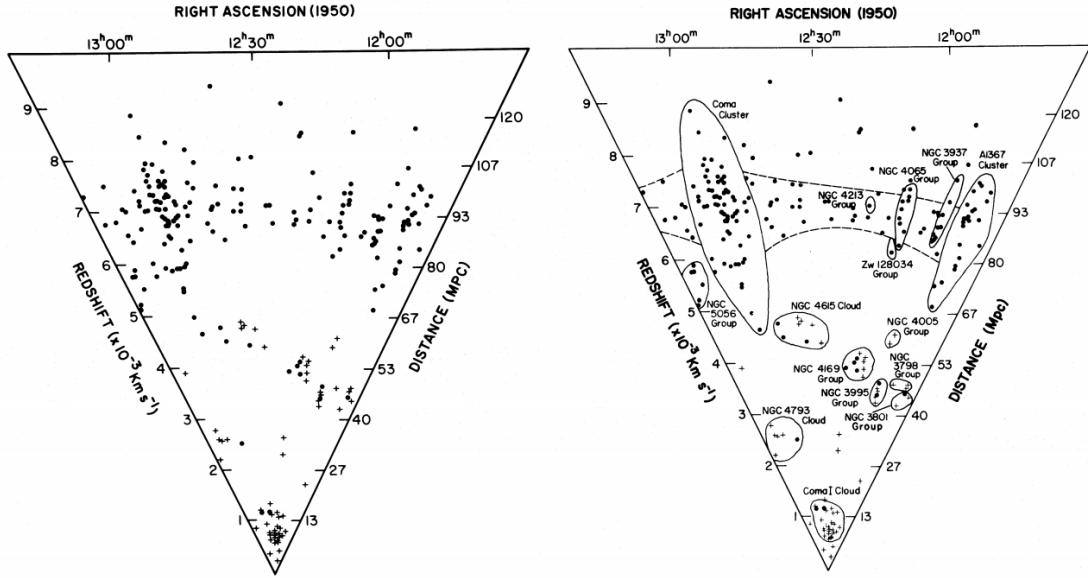 RIGHT ASCENSION (1950)
13ʰ00ᵐ
12ʰ30ᵐ
12ʰ00ᵐ
9
8
7
6
5
4
3
2
1
120
107
93
80
67
53
40
27
13
REDSHIFT (x10⁻³ Km s⁻¹)
DISTANCE (MPC)
RIGHT ASCENSION (1950)
13ʰ00ᵐ
12ʰ30ᵐ
12ʰ00ᵐ
9
8
7
6
5
4
3
2
1
120
107
93
80
67
53
40
27
13
REDSHIFT (x10⁻³ Km s⁻¹)
DISTANCE (Mpc)
Coma
Cluster
NGC 3937
Group
A1367
Cluster
NGC 4065
Group
NGC 4213
Group
Zw 128034
Group
NGC
5056
Group
NGC 4615 Cloud
NGC 4005
Group
NGC 4169
Group
NGC
3798
Group
NGC 3995
Group
NGC 3801
Group
NGC 4793
Cloud
Coma I Cloud